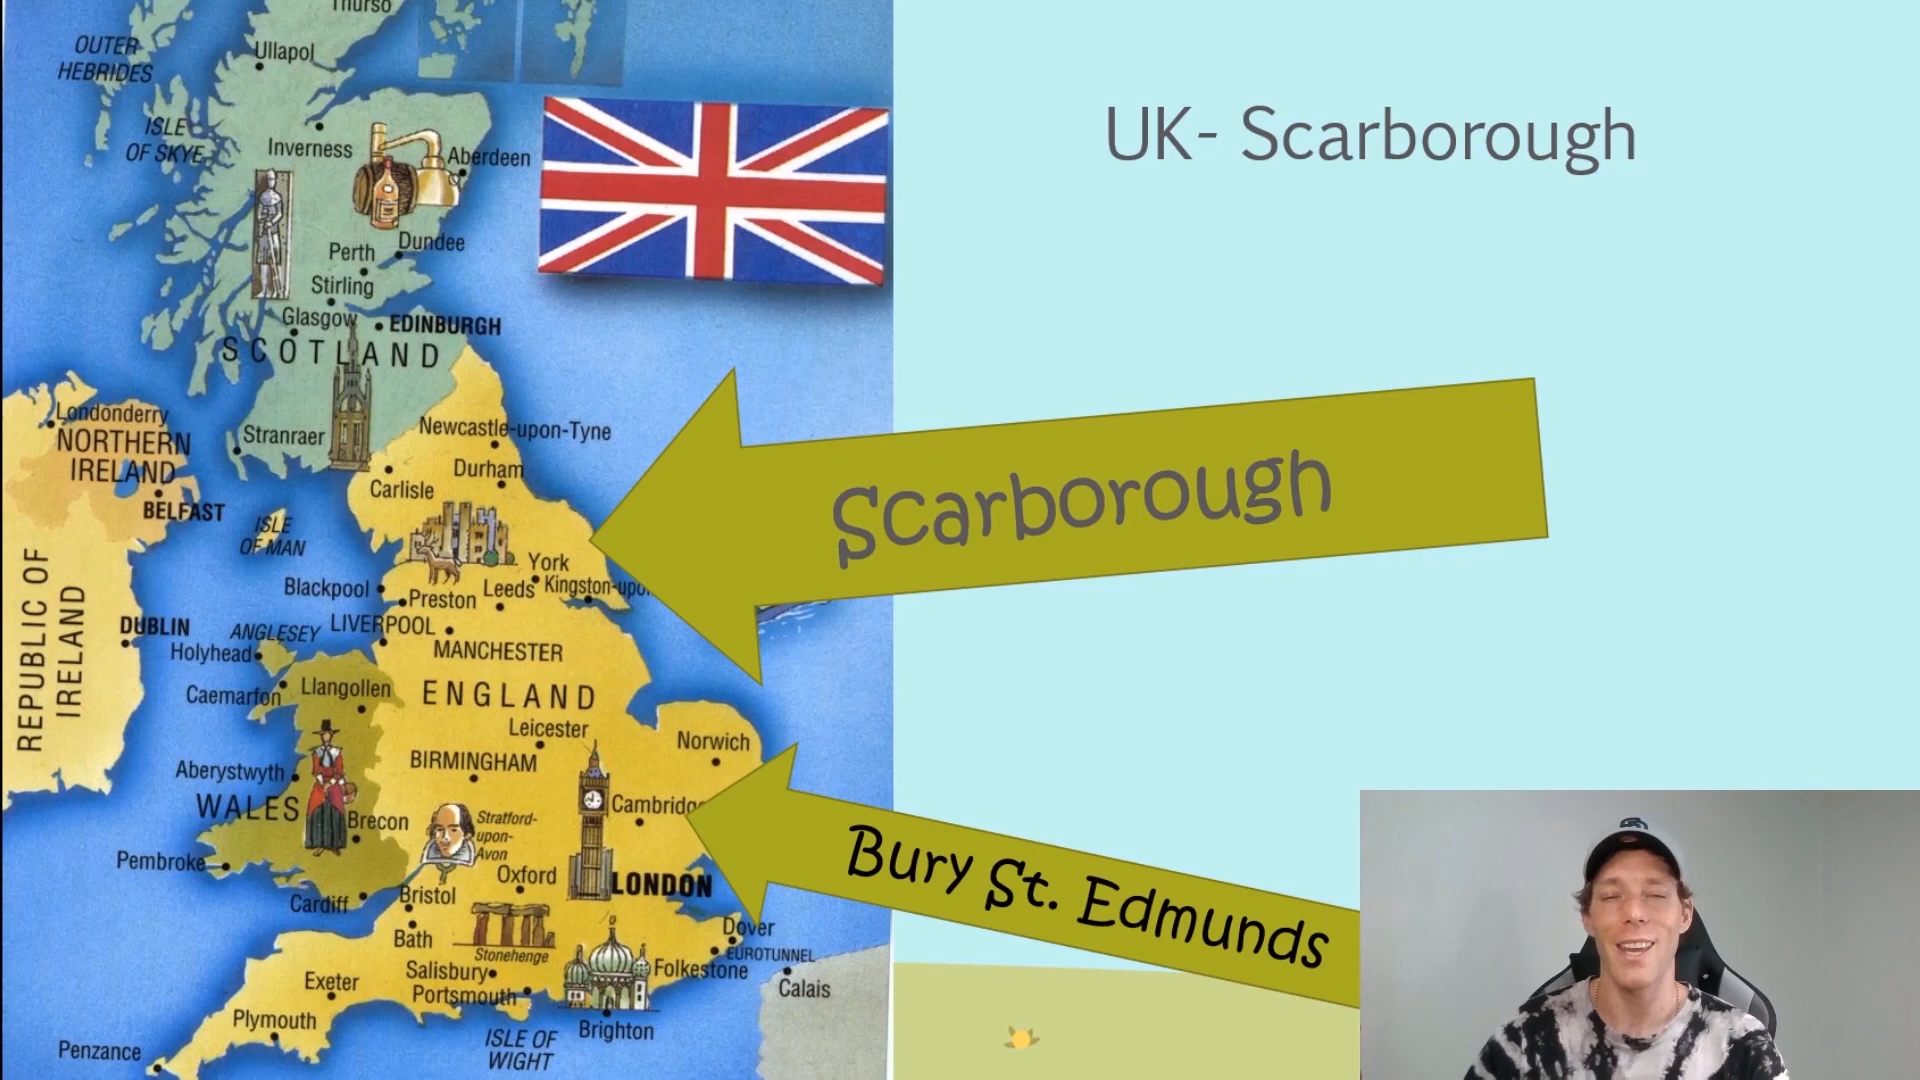 Thurso
OUTER
HEBRIDES
Ullapol
ISLE
OF SKYE
Inverness
Aberdeen
Perth
Dundee
Stirling
Glasgow
EDINBURGH
SCOTLAND
Londonderry
NORTHERN
IRELAND
BELFAST
Stranraer
Newcastle-upon-Tyne
Durham
Carlisle
ISLE
OF MAN
York
Blackpool
Preston
Leeds
Kingston-upo
REPUBLIC OF
IRELAND
DUBLIN
ANGLESEY
LIVERPOOL
Holyhead
MANCHESTER
Caernarfon
Llangollen
ENGLAND
Leicester
Norwich
BIRMINGHAM
Aberystwyth
WALES
Cambridg
Brecon
Stratford-
upon-
Avon
Pembroke
Oxford
LONDON
Cardiff
Bristol
Bath
Stonehenge
Dover
EUROTUNNEL
Folkestone
Calais
Exeter
Salisbury
Portsmouth
Plymouth
ISLE OF
WIGHT
Brighton
Penzance
UK- Scarborough
Scarborough
Bury St. Edmunds